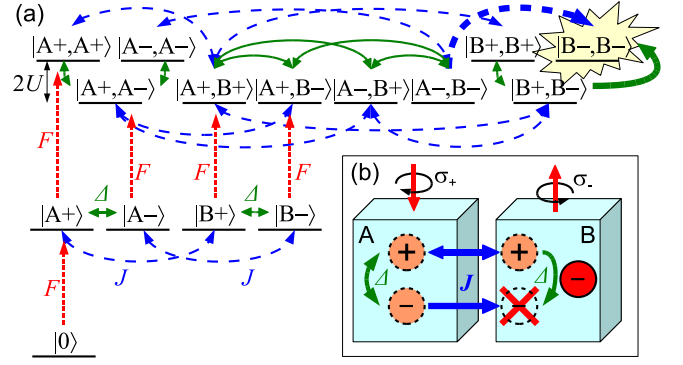 (a)
|A+,A+⟩ |A−,A−⟩ |B+,B+⟩ |B−,B−⟩
2U
|A+,A−⟩ |A+,B+⟩ |A+,B−⟩ |A−,B+⟩ |A−,B−⟩ |B+,B−⟩
F F F F
|A+⟩ Δ |A−⟩ |B+⟩ Δ |B−⟩
F J J
|0⟩
(b) σ₊ σ₋
A B
+ +
Δ J Δ −
−